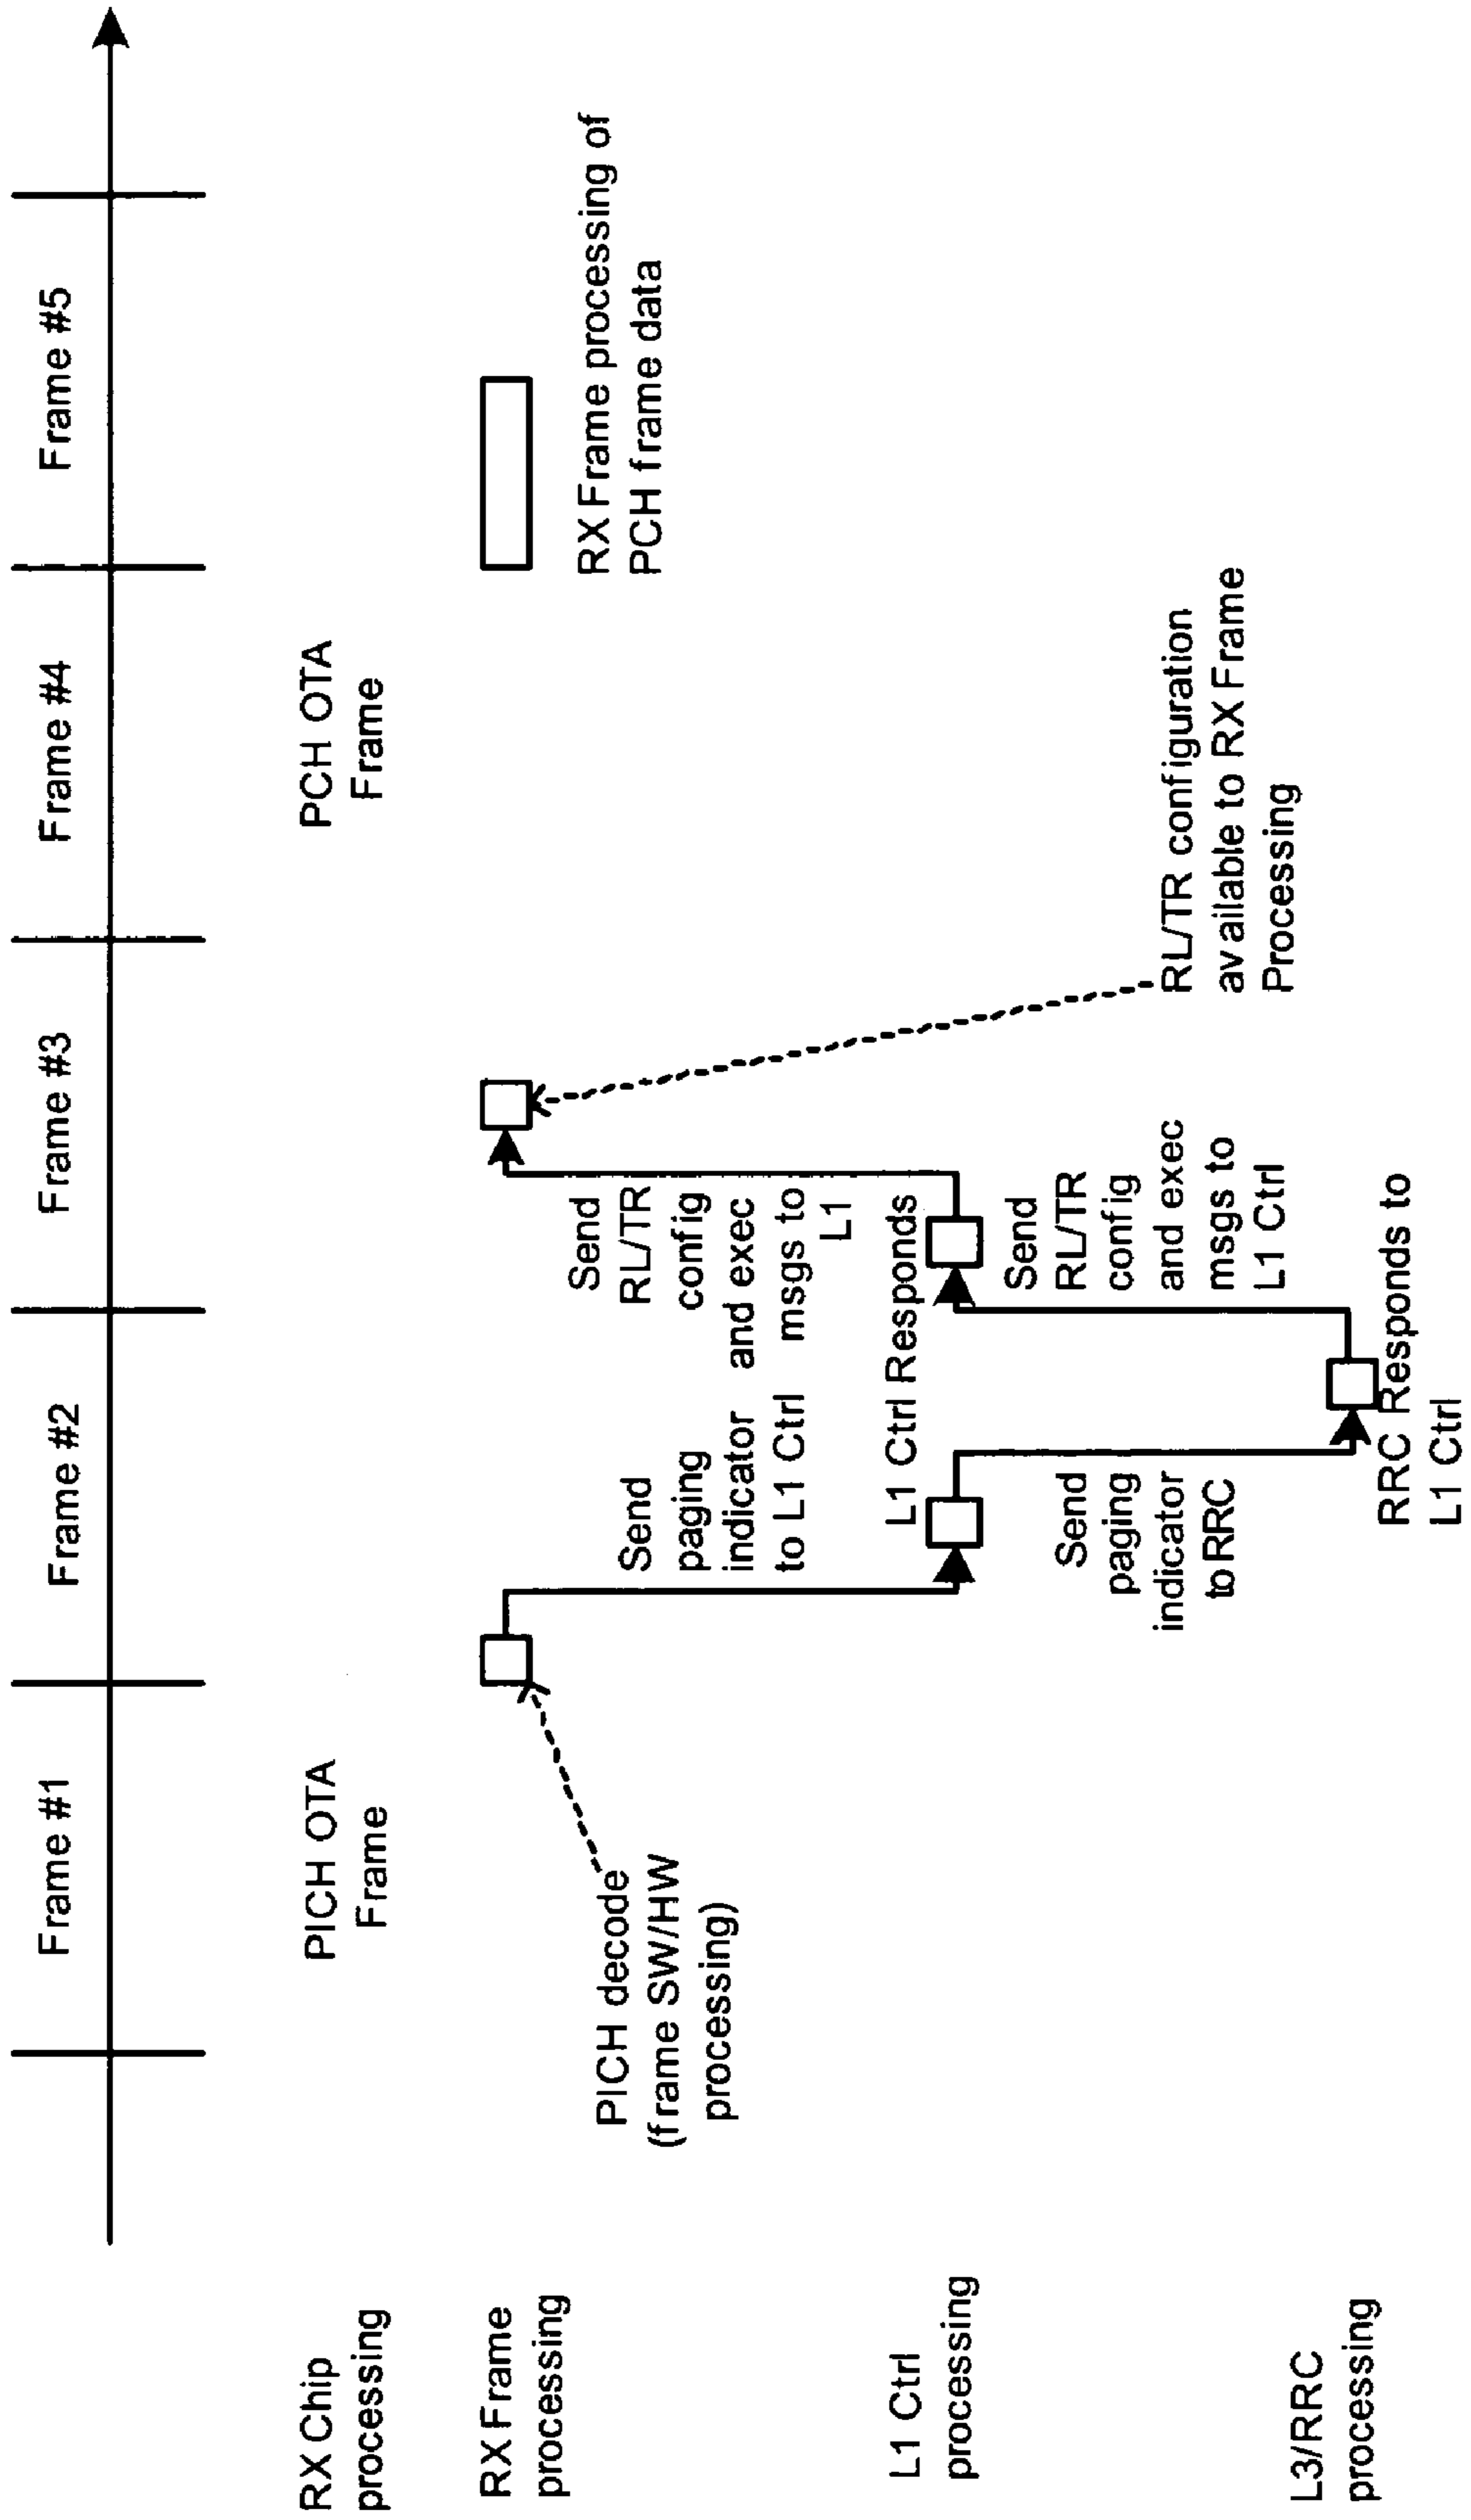 Frame #1
Frame #2
Frame #3
Frame #4
Frame #5
RX Chip
processing
PICH OTA
Frame
PCH OTA
Frame
RX Frame
processing
PICH decode
(frame SW/HW
processing)
Send
paging
indicator
to L1 Ctrl
Send
RL/TR
config
and exec
msgs to
L1
RX Frame processing of
PCH frame data
L1 Ctrl
processing
L1 Ctrl Responds
Send
paging
indicator
to RRC
Send
RL/TR
config
and exec
msgs to
L1 Ctrl
RL/TR configuration
available to RX Frame
Processing
L3/RRC
processing
RRC Responds to
L1 Ctrl